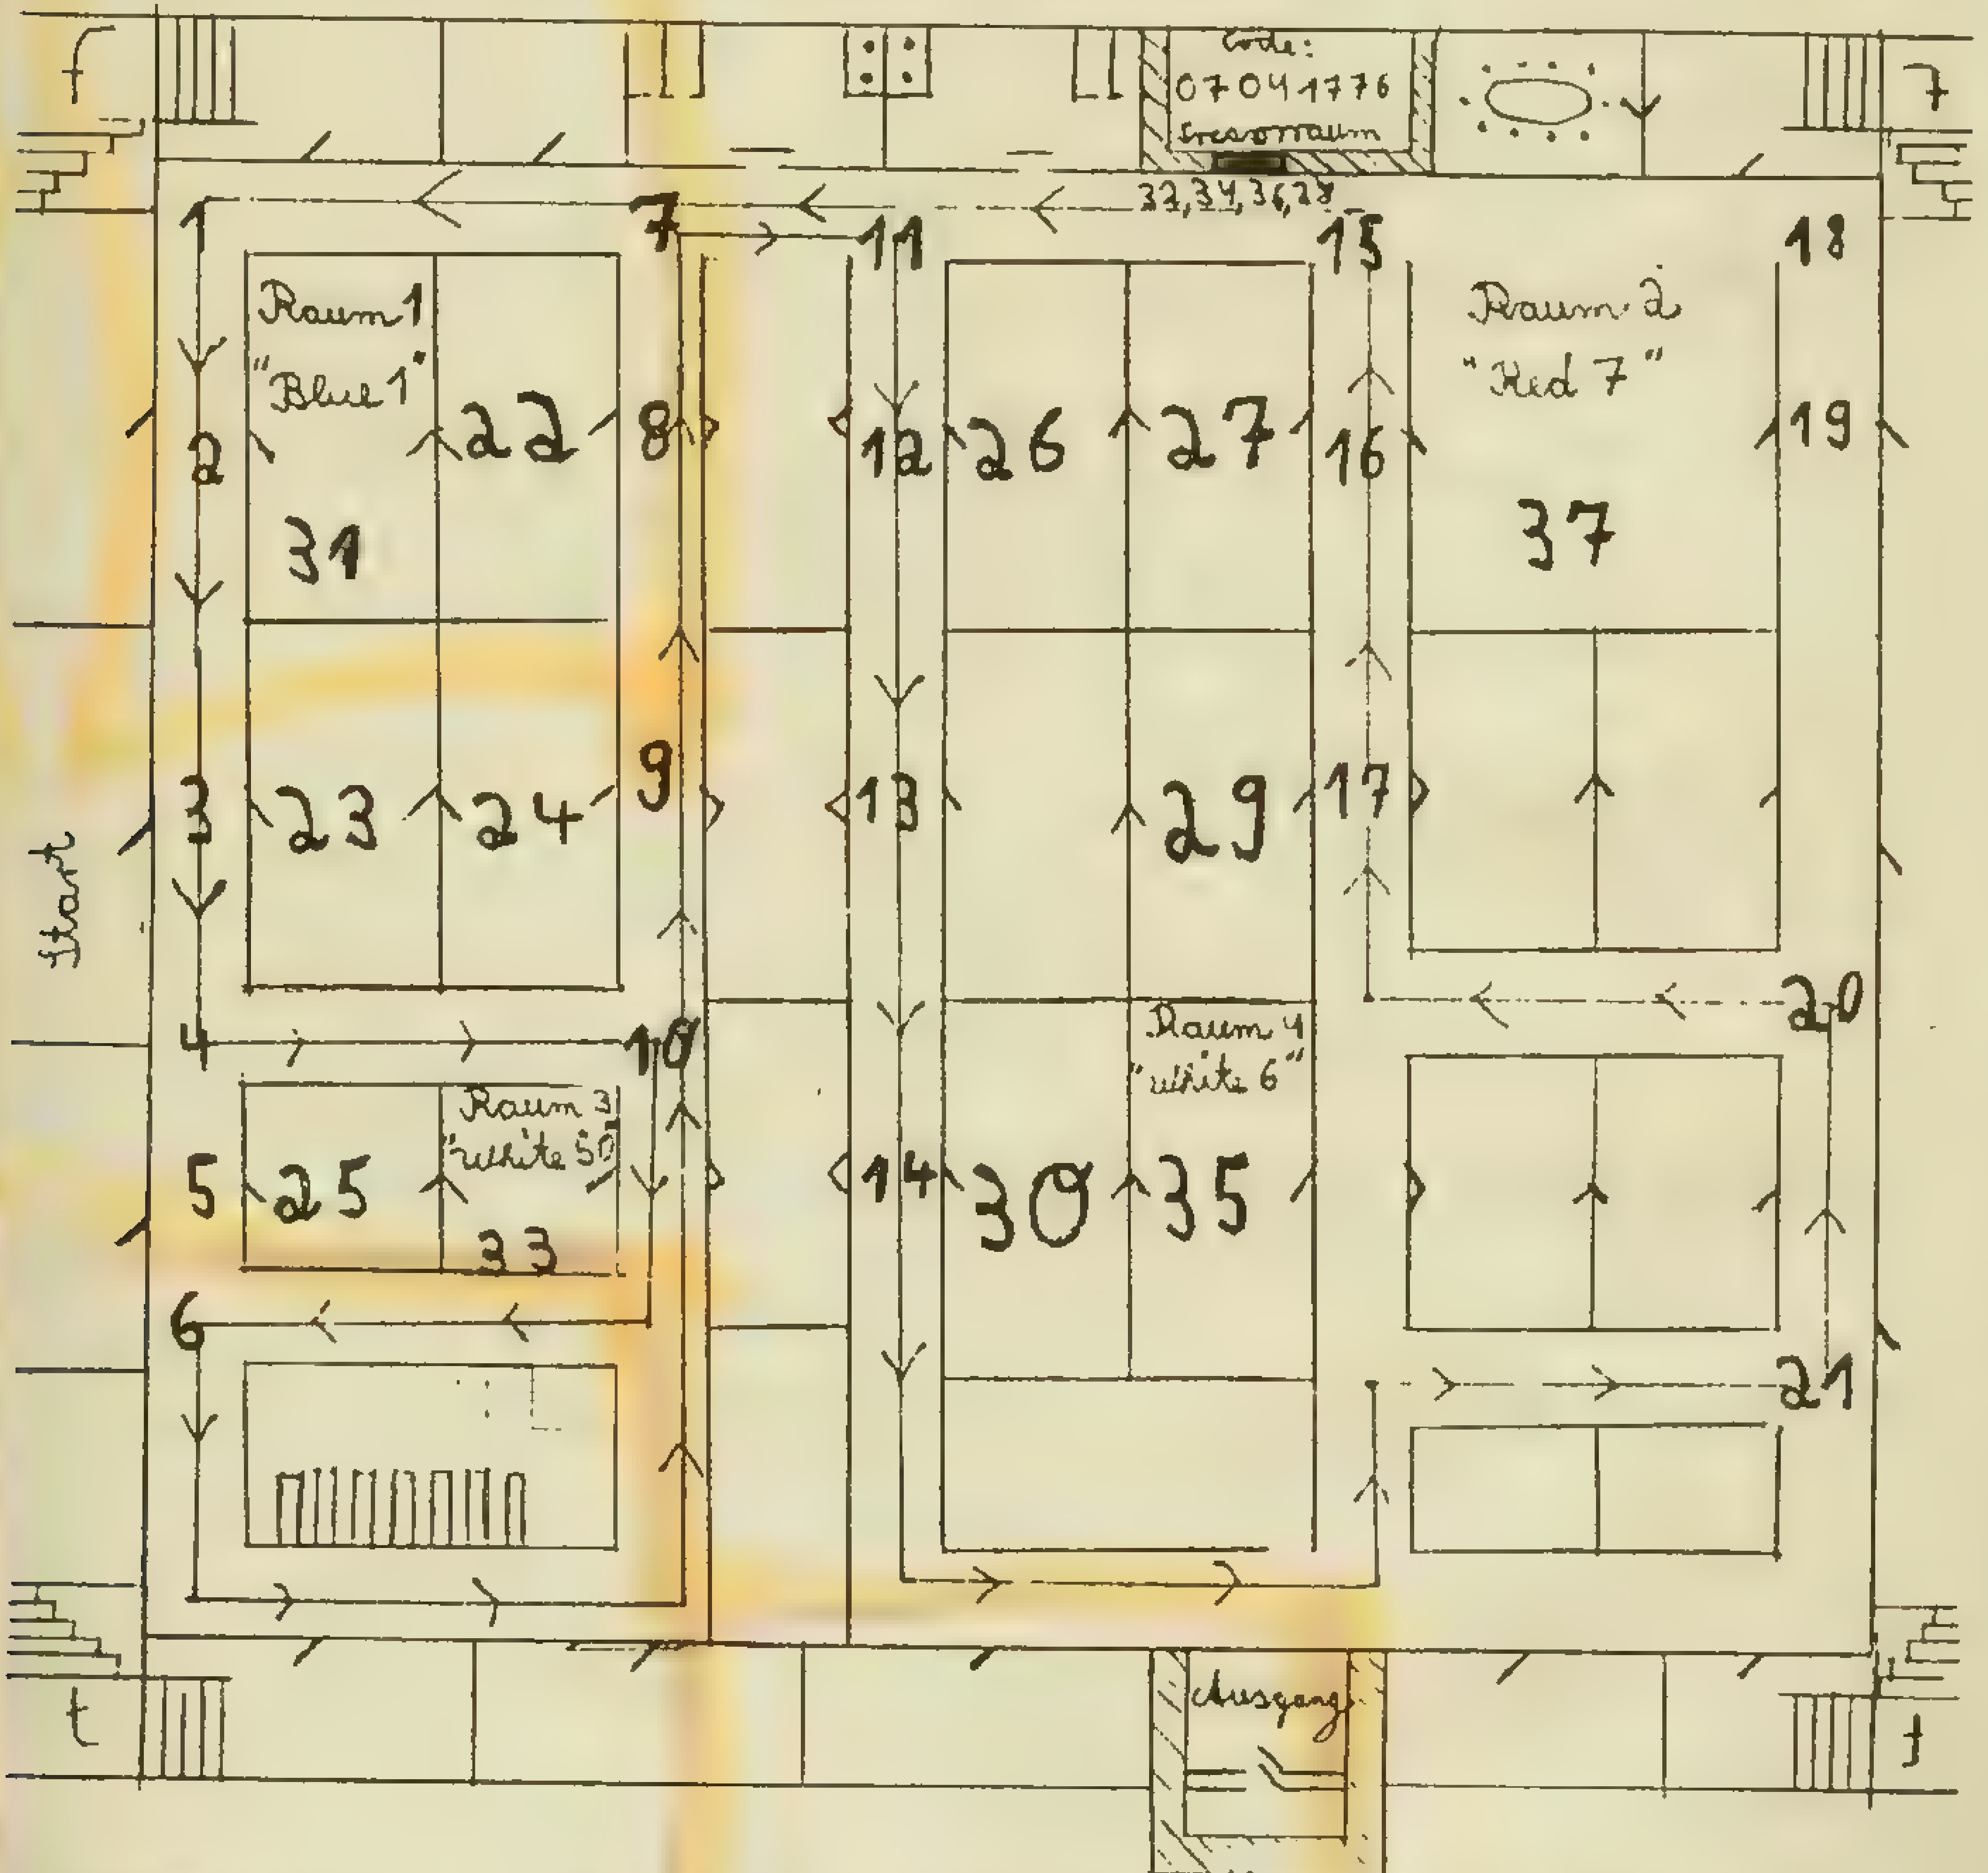 Code:
07041776
Tresorraum
32,34,36,28
1
7
11
15
18
Raum 1
"Blue 1"
Raum 2
"Red 7"
2
22
8
12
26
27
16
19
31
37
3
23
24
9
13
29
17
Start
4
10
20
Raum 4
"White 6"
Raum 3
"White 50"
5
25
33
14
30
35
6
21
Ausgang